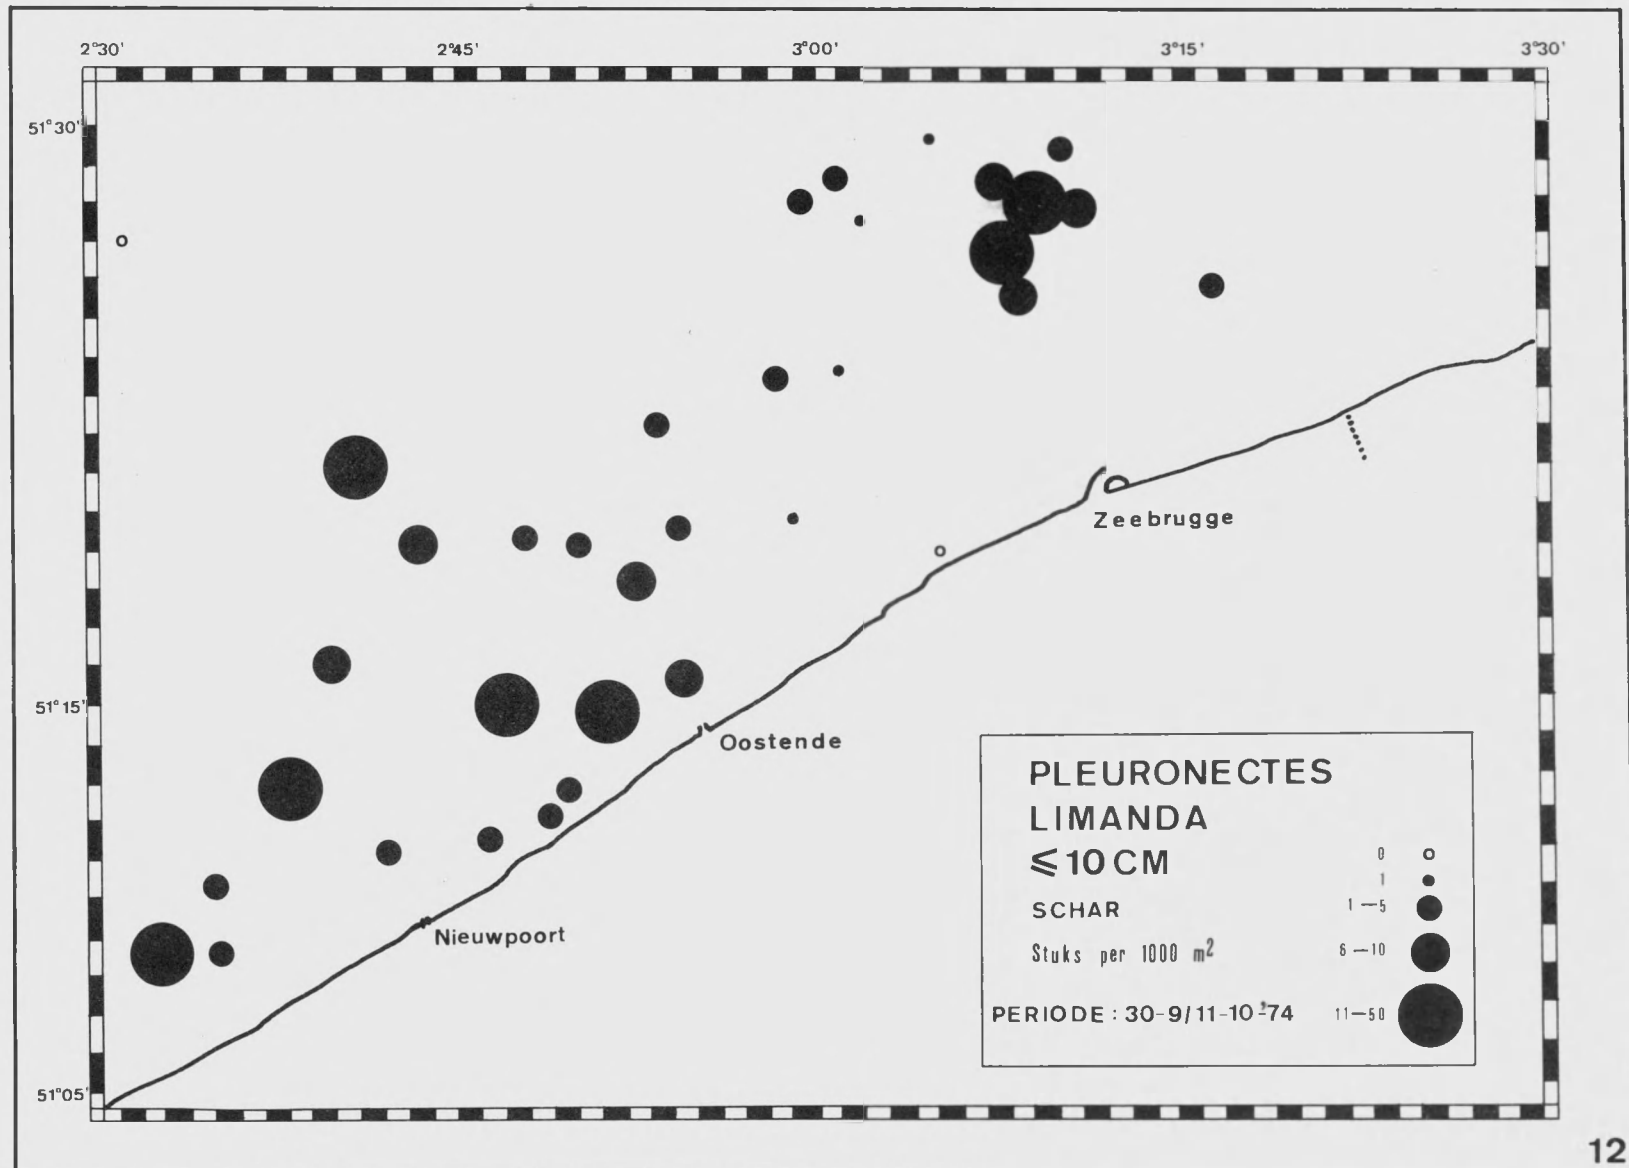 2°30' 2°45' 3°00' 3°15' 3°30'
51°30'
Zeebrugge
51°15'
Oostende
PLEURONECTES
LIMANDA
≤10 CM
0
1
SCHAR 1—5
Stuks per 1000 m² 6—10
PERIODE : 30-9/11-10-'74 11—50
Nieuwpoort
51°05'
12